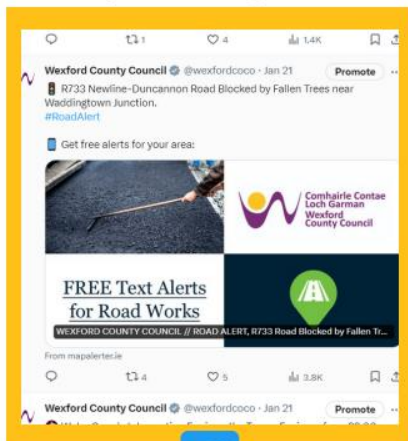 1 4 1.4K
Wexford County Council @wexfordcoco · Jan 21 Promote
R733 Newline-Duncannon Road Blocked by Fallen Trees near
Waddingtown Junction.
#RoadAlert
Get free alerts for your area:
Comhairle Contae
Loch Garman
Wexford
County Council
FREE Text Alerts
for Road Works
WEXFORD COUNTY COUNCIL // ROAD ALERT, R733 Road Blocked by Fallen Tr...
From mapalerter.ie
4 5 3.8K
Wexford County Council @wexfordcoco · Jan 21 Promote